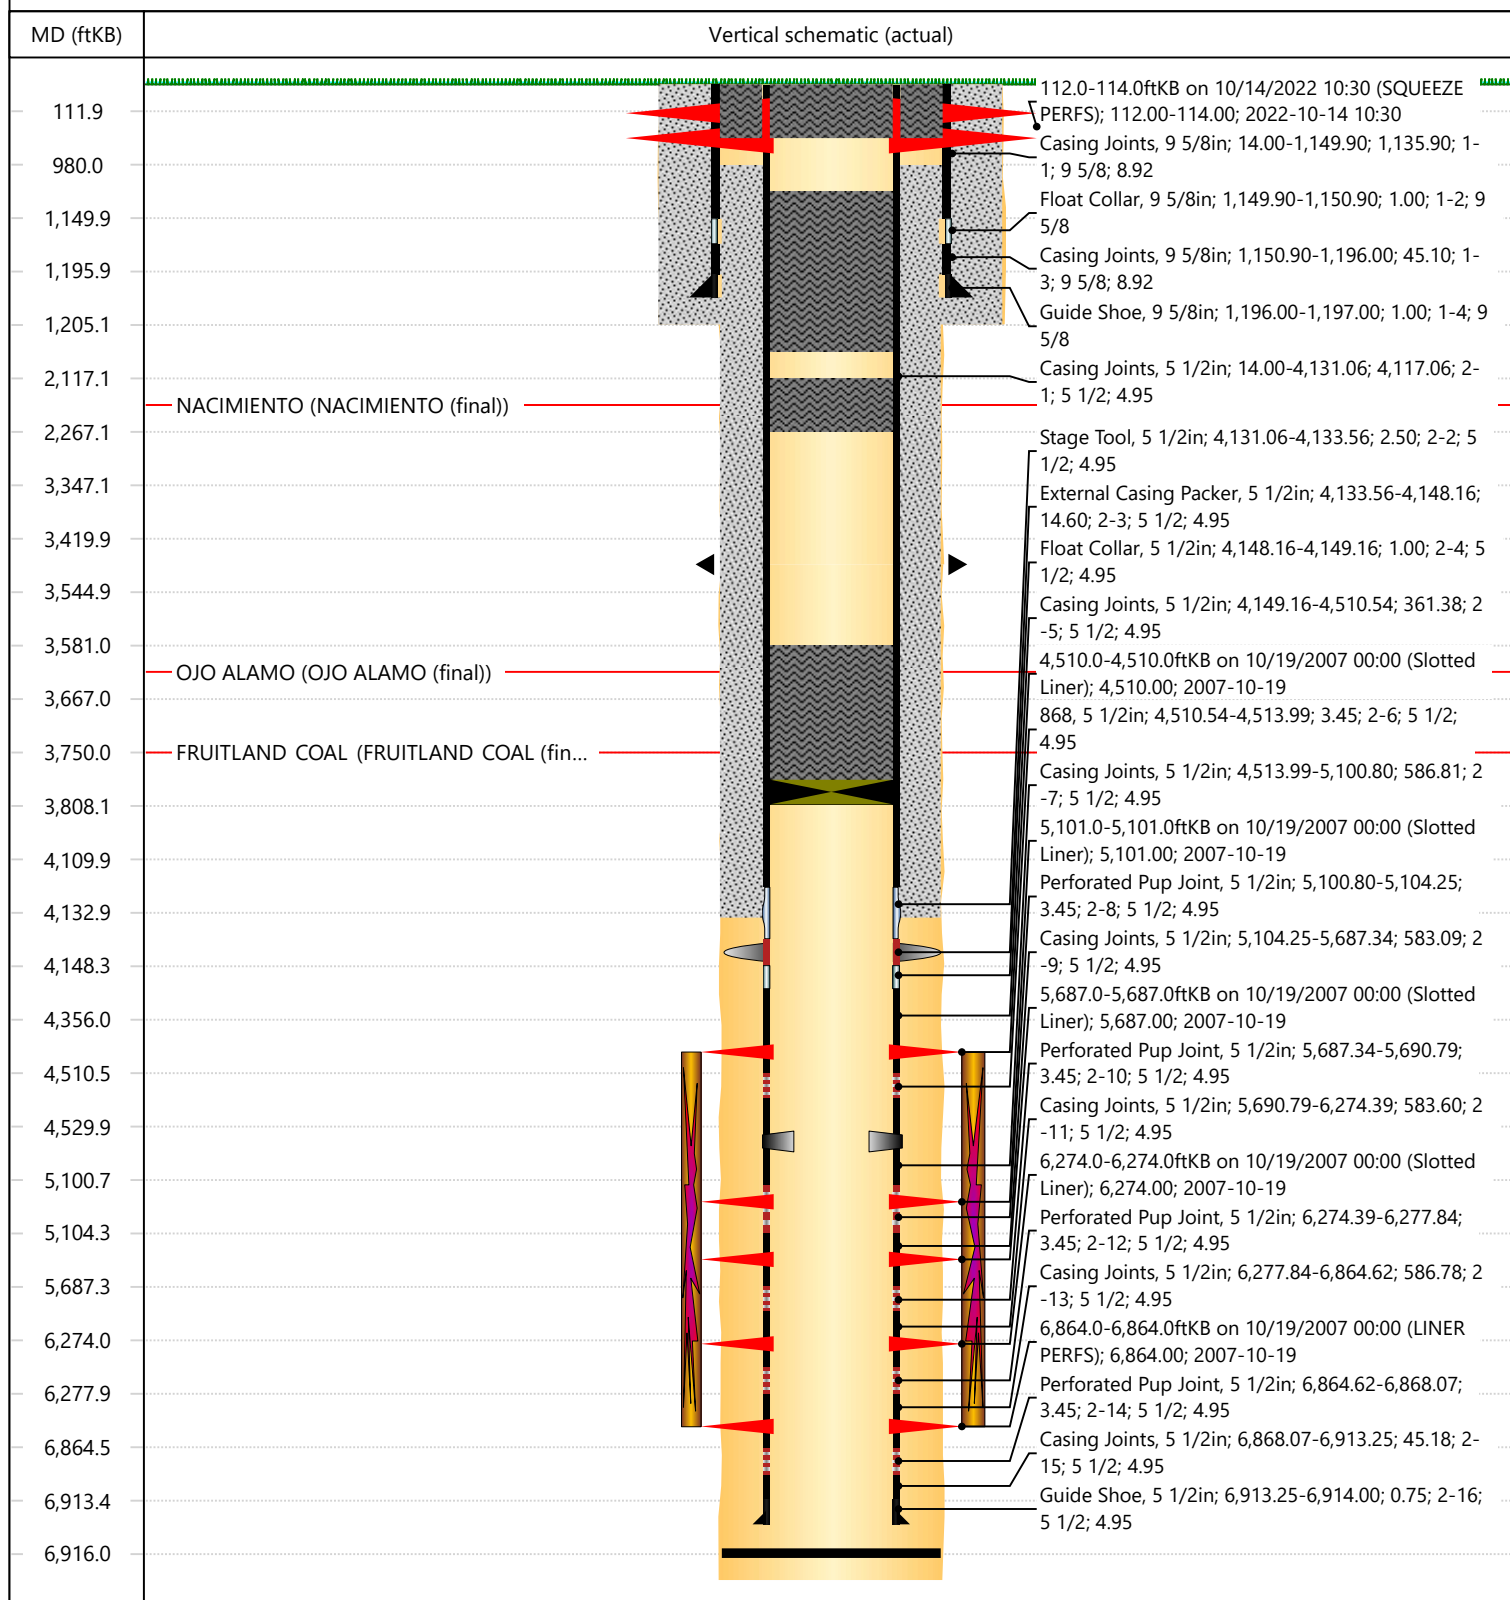 MD (ftKB)
Vertical schematic (actual)
111.9
980.0
1,149.9
1,195.9
1,205.1
2,117.1
2,267.1
3,347.1
3,419.9
3,544.9
3,581.0
3,667.0
3,750.0
3,808.1
4,109.9
4,132.9
4,148.3
4,356.0
4,510.5
4,529.9
5,100.7
5,104.3
5,687.3
6,274.0
6,277.9
6,864.5
6,913.4
6,916.0
NACIMIENTO (NACIMIENTO (final))
OJO ALAMO (OJO ALAMO (final))
FRUITLAND COAL (FRUITLAND COAL (fin...
112.0-114.0ftKB on 10/14/2022 10:30 (SQUEEZE
PERFS); 112.00-114.00; 2022-10-14 10:30
Casing Joints, 9 5/8in; 14.00-1,149.90; 1,135.90; 1-
1; 9 5/8; 8.92
Float Collar, 9 5/8in; 1,149.90-1,150.90; 1.00; 1-2; 9
5/8
Casing Joints, 9 5/8in; 1,150.90-1,196.00; 45.10; 1-
3; 9 5/8; 8.92
Guide Shoe, 9 5/8in; 1,196.00-1,197.00; 1.00; 1-4; 9
5/8
Casing Joints, 5 1/2in; 14.00-4,131.06; 4,117.06; 2-
1; 5 1/2; 4.95
Stage Tool, 5 1/2in; 4,131.06-4,133.56; 2.50; 2-2; 5
1/2; 4.95
External Casing Packer, 5 1/2in; 4,133.56-4,148.16;
14.60; 2-3; 5 1/2; 4.95
Float Collar, 5 1/2in; 4,148.16-4,149.16; 1.00; 2-4; 5
1/2; 4.95
Casing Joints, 5 1/2in; 4,149.16-4,510.54; 361.38; 2
-5; 5 1/2; 4.95
4,510.0-4,510.0ftKB on 10/19/2007 00:00 (Slotted
Liner); 4,510.00; 2007-10-19
868, 5 1/2in; 4,510.54-4,513.99; 3.45; 2-6; 5 1/2;
4.95
Casing Joints, 5 1/2in; 4,513.99-5,100.80; 586.81; 2
-7; 5 1/2; 4.95
5,101.0-5,101.0ftKB on 10/19/2007 00:00 (Slotted
Liner); 5,101.00; 2007-10-19
Perforated Pup Joint, 5 1/2in; 5,100.80-5,104.25;
3.45; 2-8; 5 1/2; 4.95
Casing Joints, 5 1/2in; 5,104.25-5,687.34; 583.09; 2
-9; 5 1/2; 4.95
5,687.0-5,687.0ftKB on 10/19/2007 00:00 (Slotted
Liner); 5,687.00; 2007-10-19
Perforated Pup Joint, 5 1/2in; 5,687.34-5,690.79;
3.45; 2-10; 5 1/2; 4.95
Casing Joints, 5 1/2in; 5,690.79-6,274.39; 583.60; 2
-11; 5 1/2; 4.95
6,274.0-6,274.0ftKB on 10/19/2007 00:00 (Slotted
Liner); 6,274.00; 2007-10-19
Perforated Pup Joint, 5 1/2in; 6,274.39-6,277.84;
3.45; 2-12; 5 1/2; 4.95
Casing Joints, 5 1/2in; 6,277.84-6,864.62; 586.78; 2
-13; 5 1/2; 4.95
6,864.0-6,864.0ftKB on 10/19/2007 00:00 (LINER
PERFS); 6,864.00; 2007-10-19
Perforated Pup Joint, 5 1/2in; 6,864.62-6,868.07;
3.45; 2-14; 5 1/2; 4.95
Casing Joints, 5 1/2in; 6,868.07-6,913.25; 45.18; 2-
15; 5 1/2; 4.95
Guide Shoe, 5 1/2in; 6,913.25-6,914.00; 0.75; 2-16;
5 1/2; 4.95